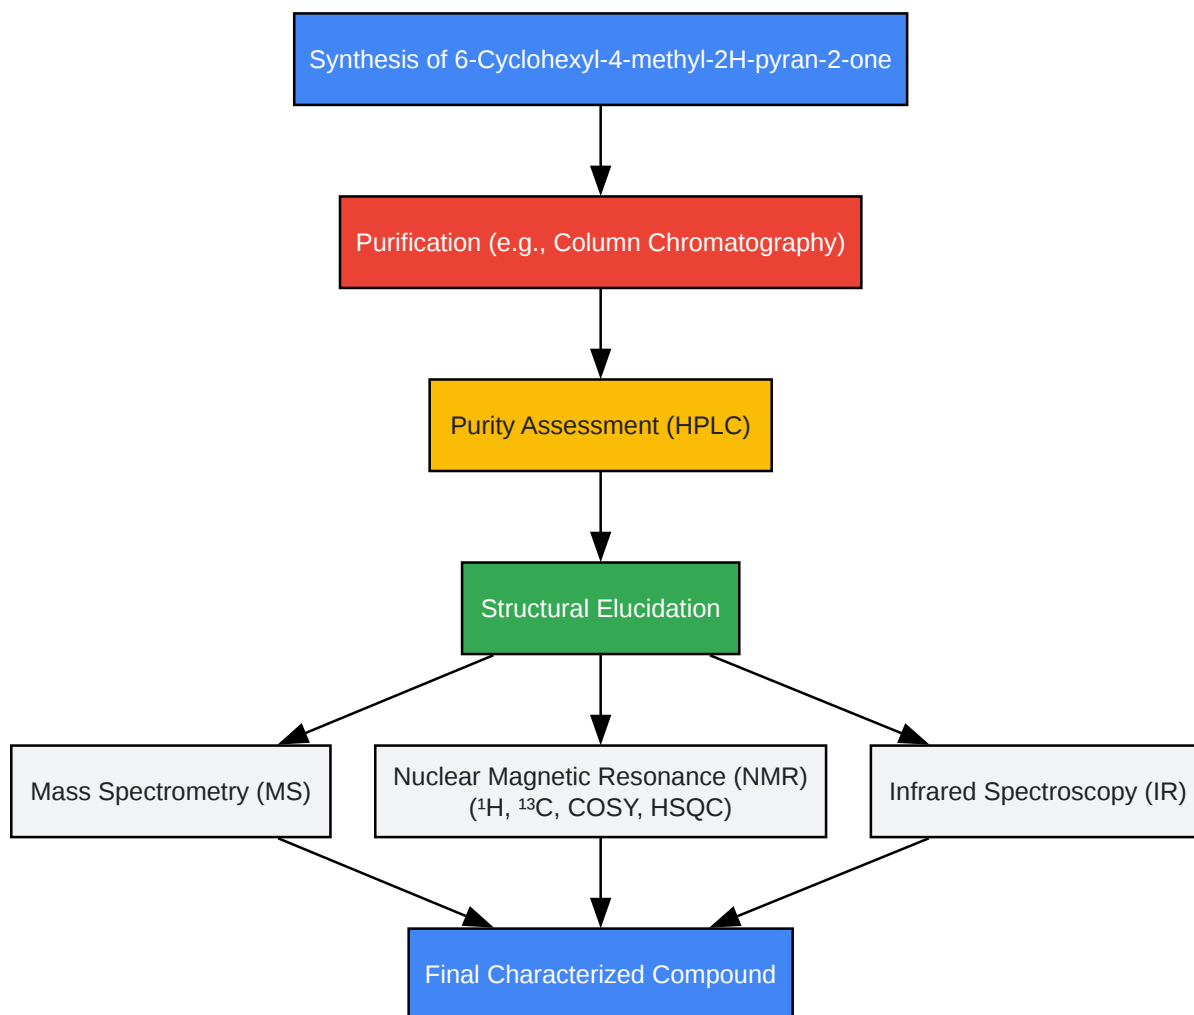 Synthesis of 6-Cyclohexyl-4-methyl-2H-pyran-2-one
Purification (e.g., Column Chromatography)
Purity Assessment (HPLC)
Structural Elucidation
Mass Spectrometry (MS)
Nuclear Magnetic Resonance (NMR)
(¹H, ¹³C, COSY, HSQC)
Infrared Spectroscopy (IR)
Final Characterized Compound